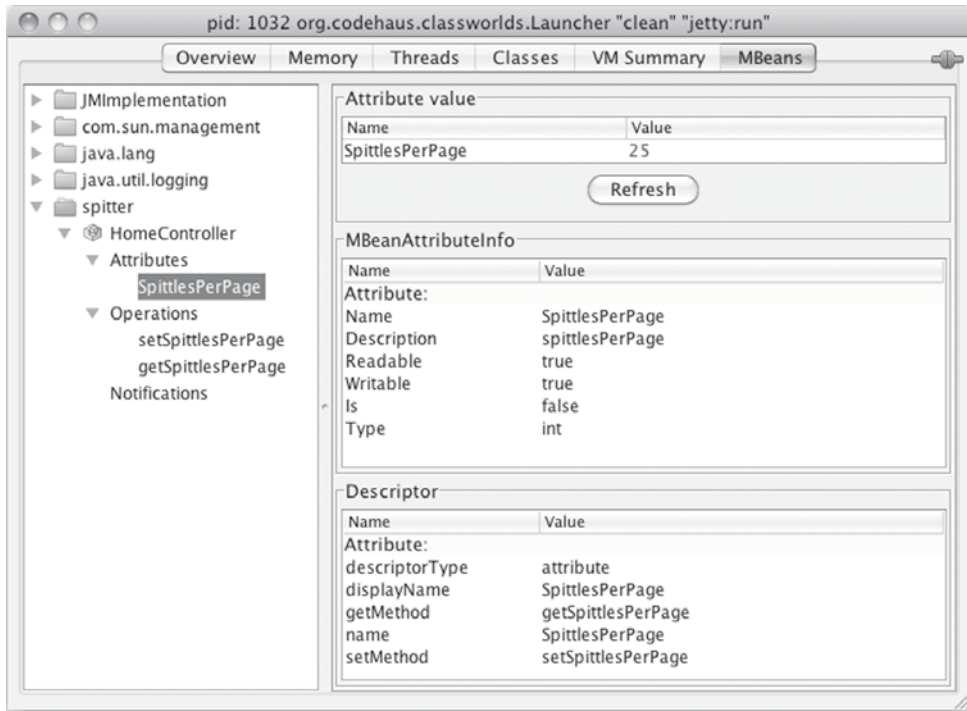 pid: 1032 org.codehaus.classworlds.Launcher "clean" "jetty:run"
Overview Memory Threads Classes VM Summary MBeans
JMImplementation
com.sun.management
java.lang
java.util.logging
spitter
HomeController
Attributes
SpittlesPerPage
Operations
setSpittlesPerPage
getSpittlesPerPage
Notifications
Attribute value
Name Value
SpittlesPerPage 25
Refresh
MBeanAttributeInfo
Name Value
Attribute:
Name SpittlesPerPage
Description spittlesPerPage
Readable true
Writable true
Is false
Type int
Descriptor
Name Value
Attribute:
descriptorType attribute
displayName SpittlesPerPage
getMethod getSpittlesPerPage
name SpittlesPerPage
setMethod setSpittlesPerPage